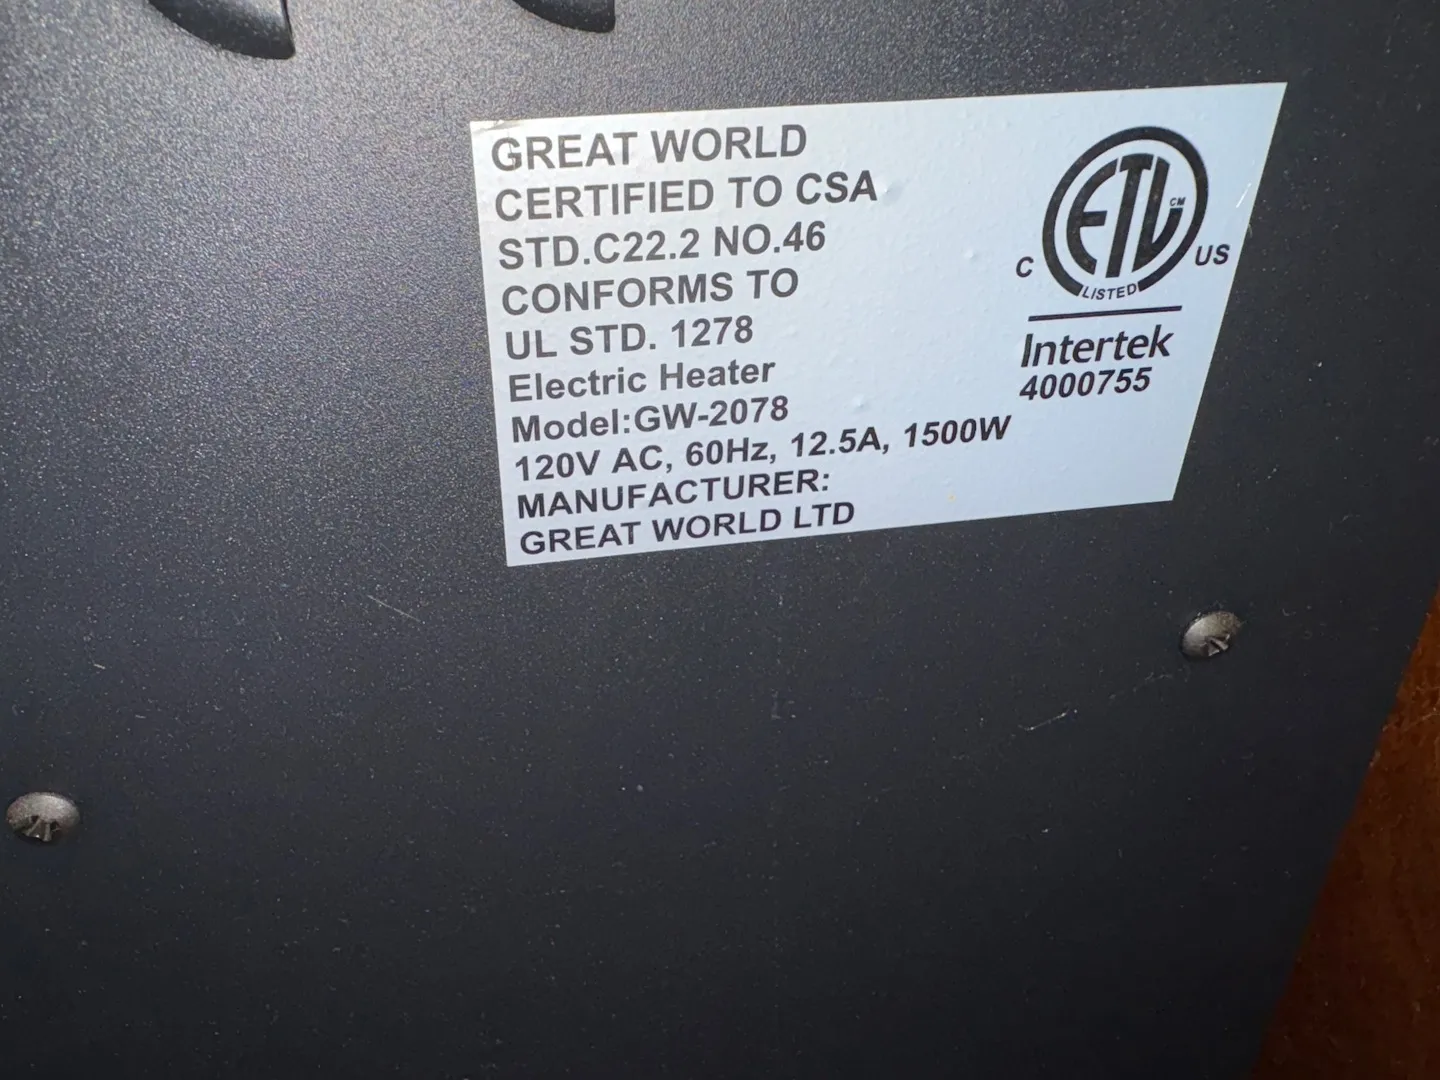 GREAT WORLD
CERTIFIED TO CSA
STD.C22.2 NO.46
CONFORMS TO
UL STD. 1278
Electric Heater
Model:GW-2078
120V AC, 60Hz, 12.5A, 1500W
MANUFACTURER:
GREAT WORLD LTD
ETL CM
C US
LISTED
Intertek
4000755